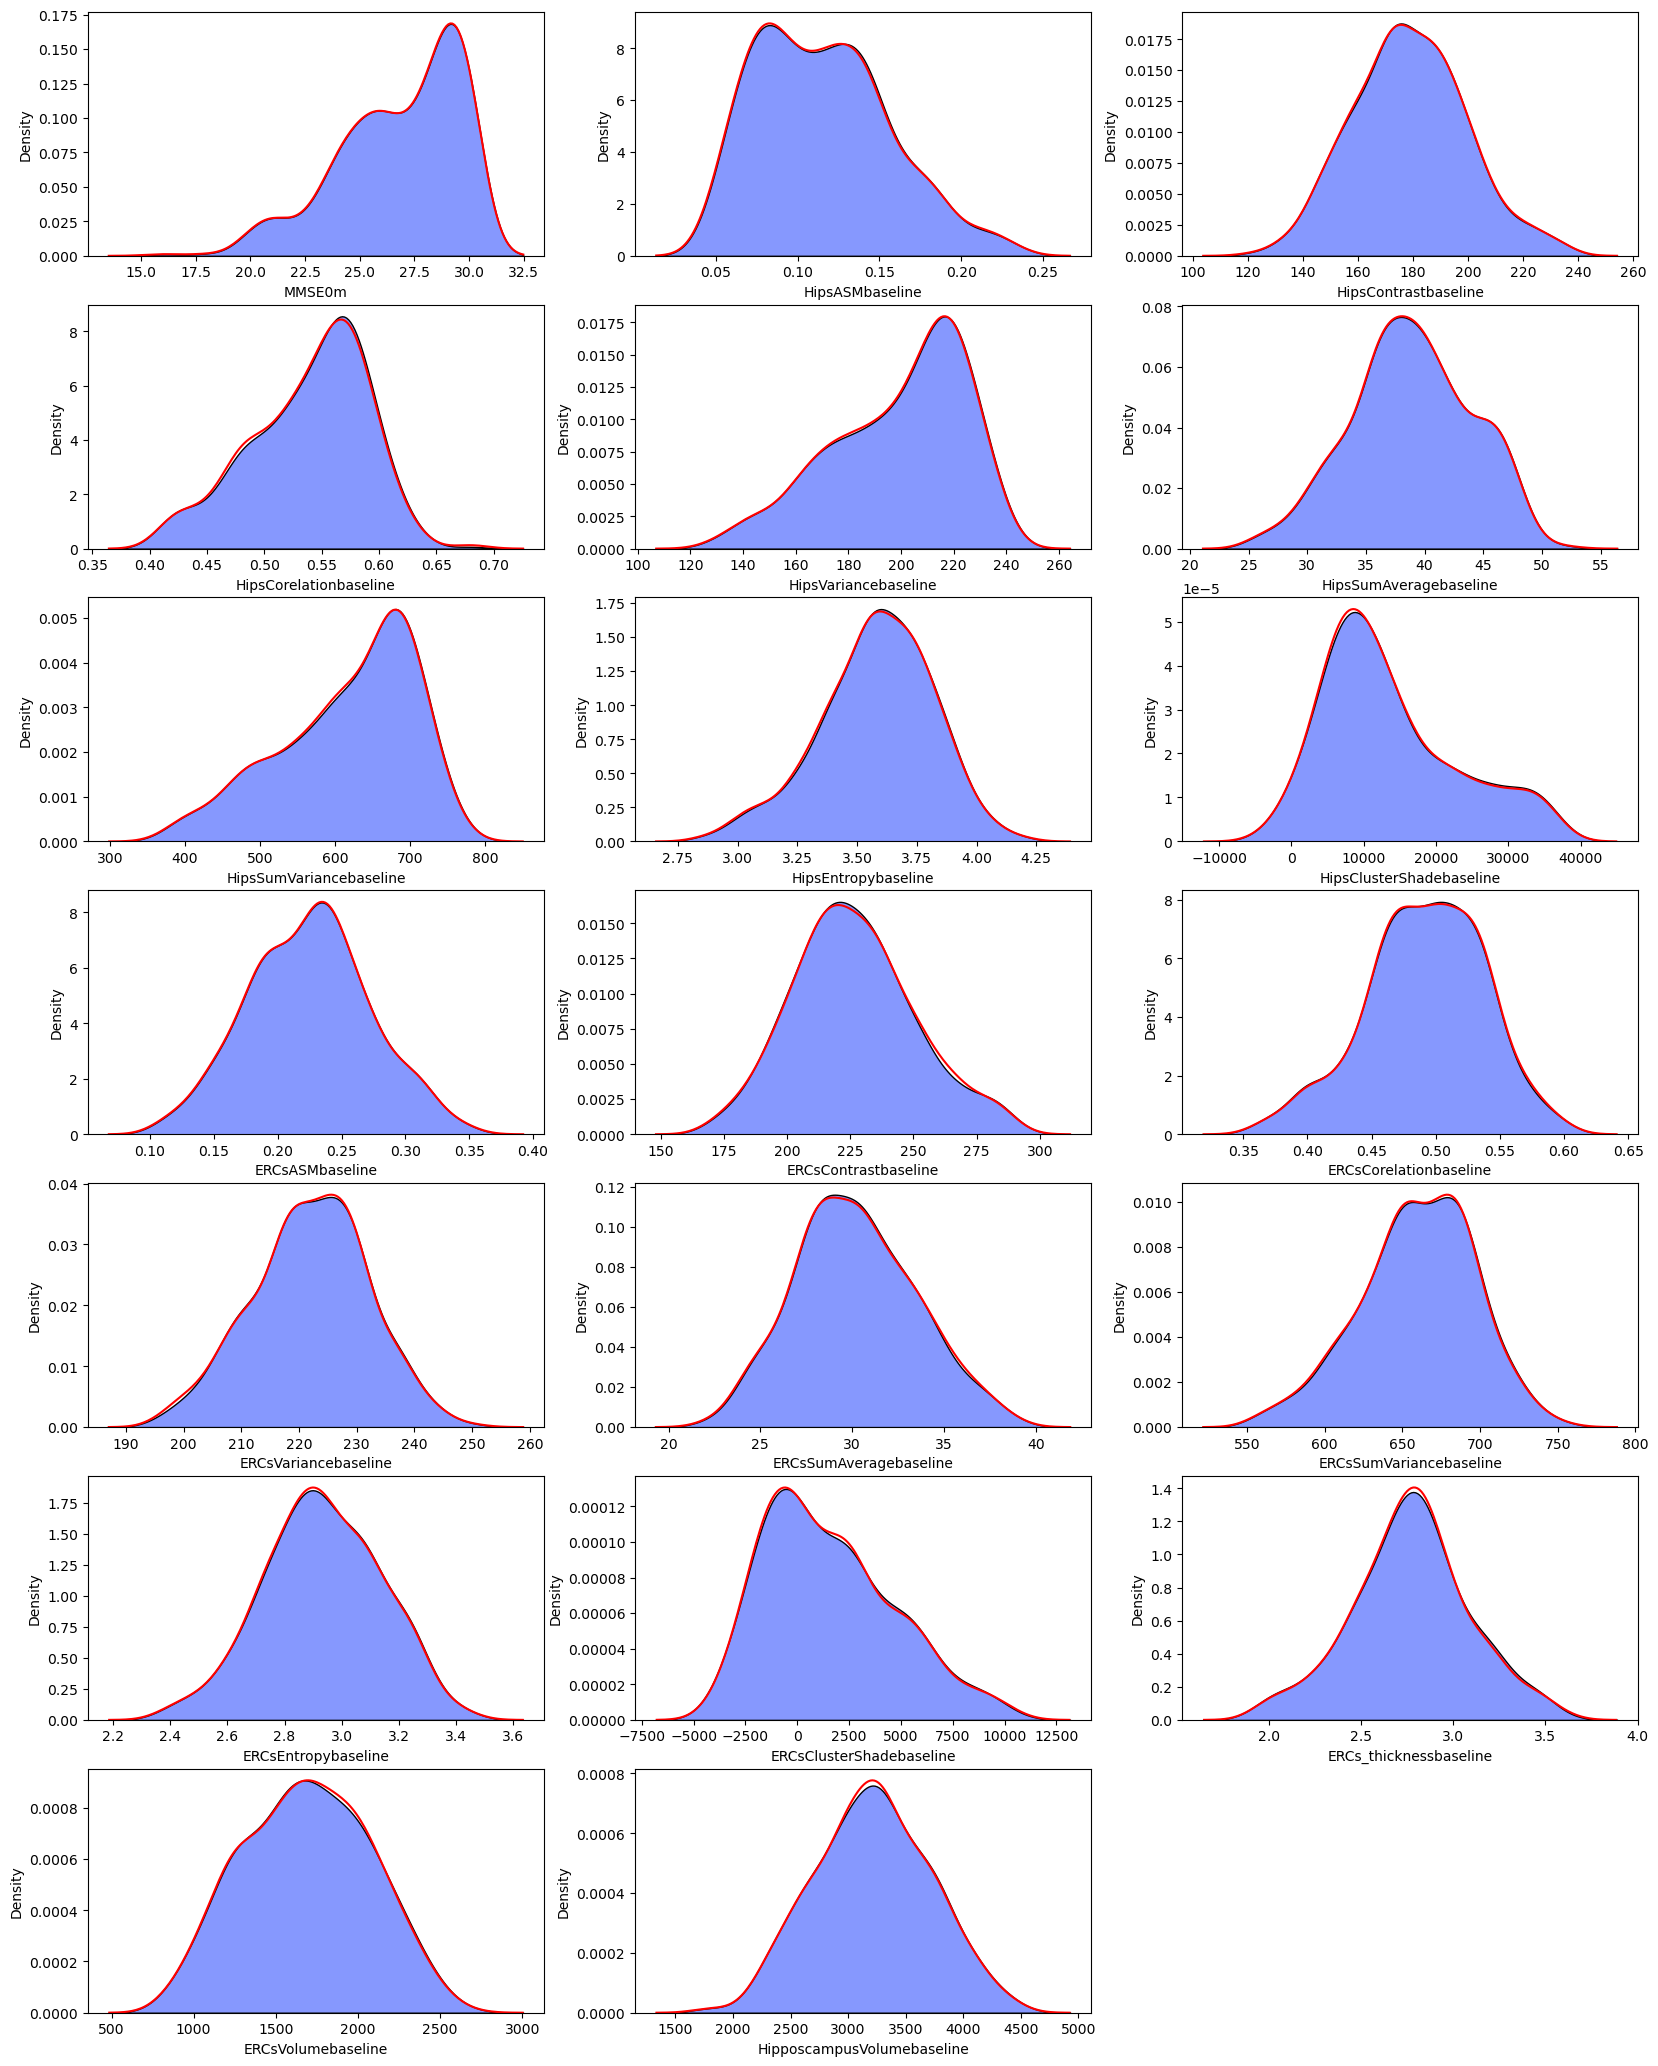 0.175
0.150
0.125
0.100
0.075
0.050
0.025
0.000
Density
15.0 17.5 20.0 22.5 25.0 27.5 30.0 32.5
MMSE0m
8
6
4
2
0
Density
0.05 0.10 0.15 0.20 0.25
HipsASMbaseline
0.0175
0.0150
0.0125
0.0100
0.0075
0.0050
0.0025
0.0000
Density
100 120 140 160 180 200 220 240 260
HipsContrastbaseline
8
6
4
2
0
Density
0.35 0.40 0.45 0.50 0.55 0.60 0.65 0.70
HipsCorelationbaseline
0.0175
0.0150
0.0125
0.0100
0.0075
0.0050
0.0025
0.0000
Density
100 120 140 160 180 200 220 240 260
HipsVariancebaseline
0.08
0.06
0.04
0.02
0.00
Density
20 25 30 35 40 45 50 55
HipsSumAveragebaseline
0.005
0.004
0.003
0.002
0.001
0.000
Density
300 400 500 600 700 800
HipsSumVariancebaseline
1.75
1.50
1.25
1.00
0.75
0.50
0.25
0.00
Density
2.75 3.00 3.25 3.50 3.75 4.00 4.25
HipsEntropybaseline
1e−5
5
4
3
2
1
0
Density
−10000 0 10000 20000 30000 40000
HipsClusterShadebaseline
8
6
4
2
0
Density
0.10 0.15 0.20 0.25 0.30 0.35 0.40
ERCsASMbaseline
0.0150
0.0125
0.0100
0.0075
0.0050
0.0025
0.0000
Density
150 175 200 225 250 275 300
ERCsContrastbaseline
8
6
4
2
0
Density
0.35 0.40 0.45 0.50 0.55 0.60 0.65
ERCsCorelationbaseline
0.04
0.03
0.02
0.01
0.00
Density
190 200 210 220 230 240 250 260
ERCsVariancebaseline
0.12
0.10
0.08
0.06
0.04
0.02
0.00
Density
20 25 30 35 40
ERCsSumAveragebaseline
0.010
0.008
0.006
0.004
0.002
0.000
Density
550 600 650 700 750 800
ERCsSumVariancebaseline
1.75
1.50
1.25
1.00
0.75
0.50
0.25
0.00
Density
2.2 2.4 2.6 2.8 3.0 3.2 3.4 3.6
ERCsEntropybaseline
0.00012
0.00010
0.00008
0.00006
0.00004
0.00002
0.00000
Density
−7500 −5000 −2500 0 2500 5000 7500 10000 12500
ERCsClusterShadebaseline
1.4
1.2
1.0
0.8
0.6
0.4
0.2
0.0
Density
2.0 2.5 3.0 3.5 4.0
ERCs_thicknessbaseline
0.0008
0.0006
0.0004
0.0002
0.0000
Density
500 1000 1500 2000 2500 3000
ERCsVolumebaseline
0.0008
0.0006
0.0004
0.0002
0.0000
Density
1500 2000 2500 3000 3500 4000 4500 5000
HipposcampusVolumebaseline